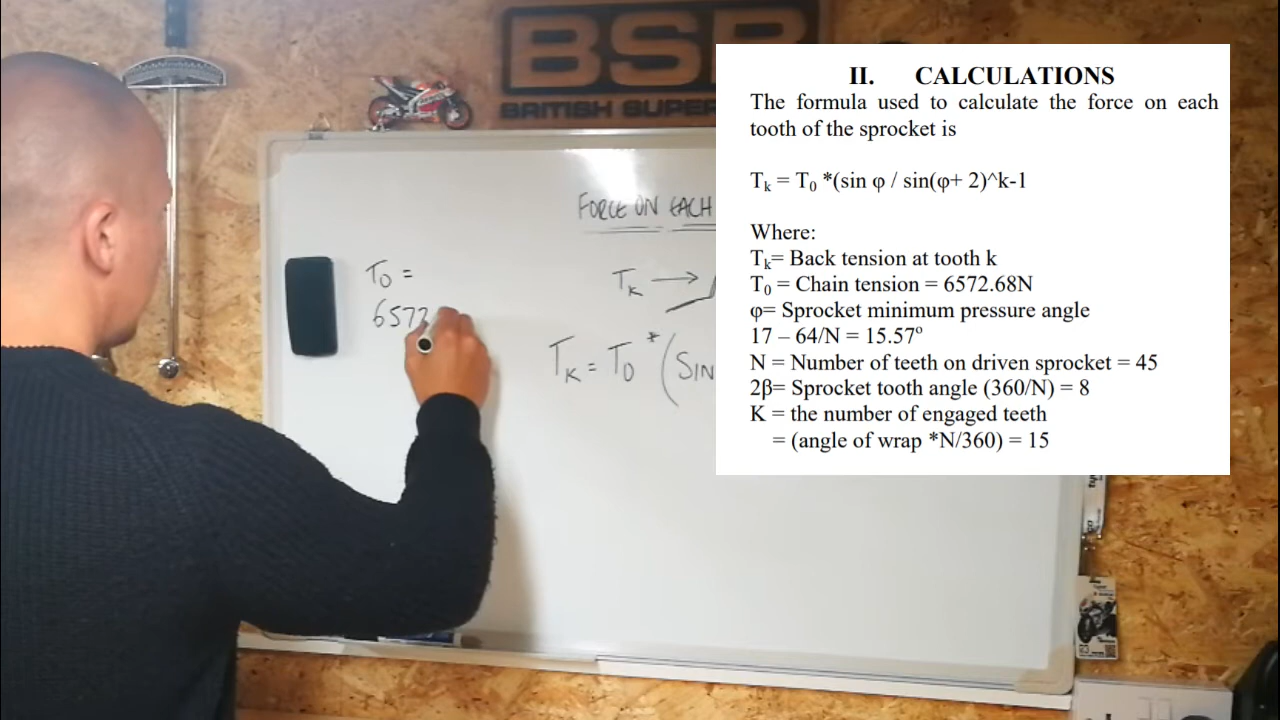 BSB
BRITISH SUPER
FORCE ON EACH
T0 =
6573
TK →
TK = T0 * (SIN
II. CALCULATIONS
The formula used to calculate the force on each
tooth of the sprocket is
Tk = T0 *(sin φ / sin(φ+ 2)^k-1
Where:
Tk= Back tension at tooth k
T0 = Chain tension = 6572.68N
φ= Sprocket minimum pressure angle
17 – 64/N = 15.57º
N = Number of teeth on driven sprocket = 45
2β= Sprocket tooth angle (360/N) = 8
K = the number of engaged teeth
= (angle of wrap *N/360) = 15